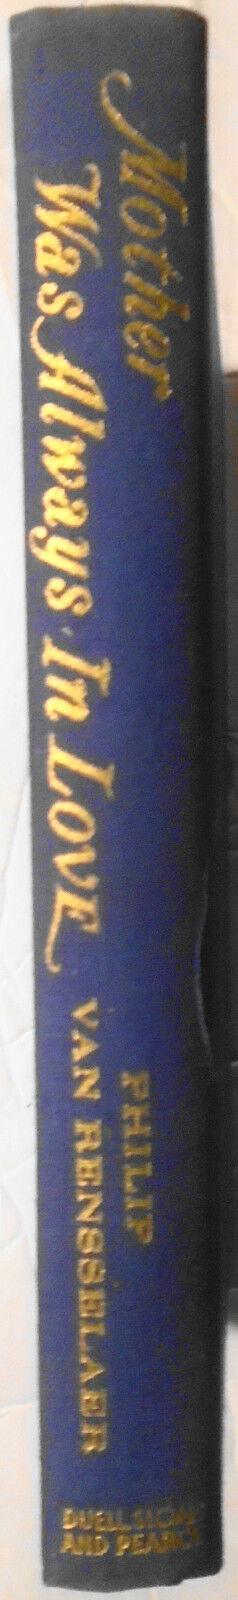 Mother
Was Always In LOVE
PHILIP
VAN RENSSELAER
DUELL, SLOAN
AND PEARCE